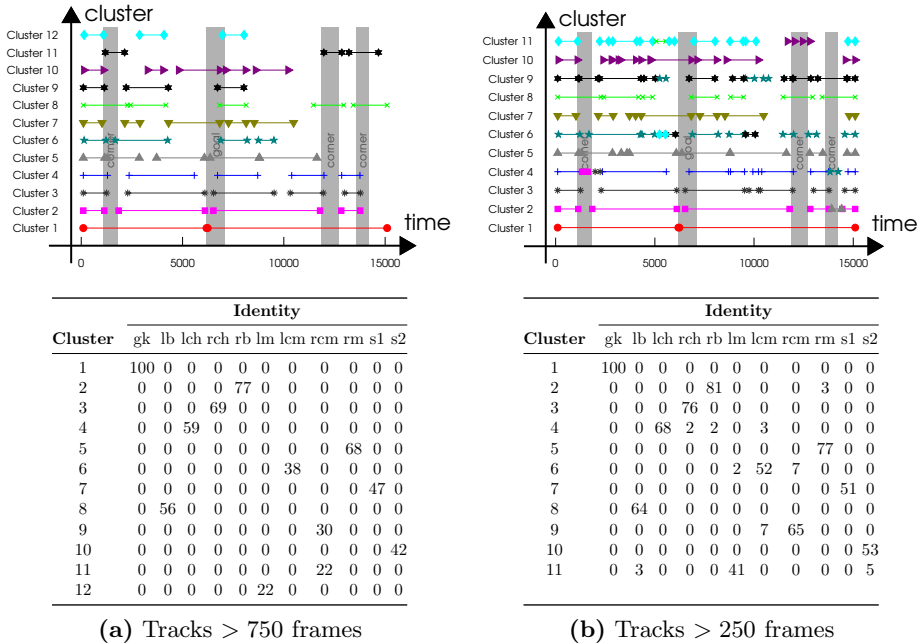 cluster
Cluster 12
Cluster 11
Cluster 10
Cluster 9
Cluster 8
Cluster 7
Cluster 6
Cluster 5
Cluster 4
Cluster 3
Cluster 2
Cluster 1
corner
goal
corner
corner
time
0 5000 10000 15000
Identity
Cluster gk lb lch rch rb lm lcm rcm rm s1 s2
1 100 0 0 0 0 0 0 0 0 0 0
2 0 0 0 0 77 0 0 0 0 0 0
3 0 0 0 69 0 0 0 0 0 0 0
4 0 0 59 0 0 0 0 0 0 0 0
5 0 0 0 0 0 0 0 0 68 0 0
6 0 0 0 0 0 0 38 0 0 0 0
7 0 0 0 0 0 0 0 0 0 47 0
8 0 56 0 0 0 0 0 0 0 0 0
9 0 0 0 0 0 0 0 30 0 0 0
10 0 0 0 0 0 0 0 0 0 0 42
11 0 0 0 0 0 0 0 22 0 0 0
12 0 0 0 0 0 22 0 0 0 0 0
(a) Tracks > 750 frames
cluster
Cluster 11
Cluster 10
Cluster 9
Cluster 8
Cluster 7
Cluster 6
Cluster 5
Cluster 4
Cluster 3
Cluster 2
Cluster 1
corner
goal
corner
corner
time
0 5000 10000 15000
Identity
Cluster gk lb lch rch rb lm lcm rcm rm s1 s2
1 100 0 0 0 0 0 0 0 0 0 0
2 0 0 0 0 81 0 0 0 3 0 0
3 0 0 0 76 0 0 0 0 0 0 0
4 0 0 68 2 2 0 3 0 0 0 0
5 0 0 0 0 0 0 0 0 77 0 0
6 0 0 0 0 0 2 52 7 0 0 0
7 0 0 0 0 0 0 0 0 0 51 0
8 0 64 0 0 0 0 0 0 0 0 0
9 0 0 0 0 0 0 7 65 0 0 0
10 0 0 0 0 0 0 0 0 0 0 53
11 0 3 0 0 0 41 0 0 0 0 5
(b) Tracks > 250 frames